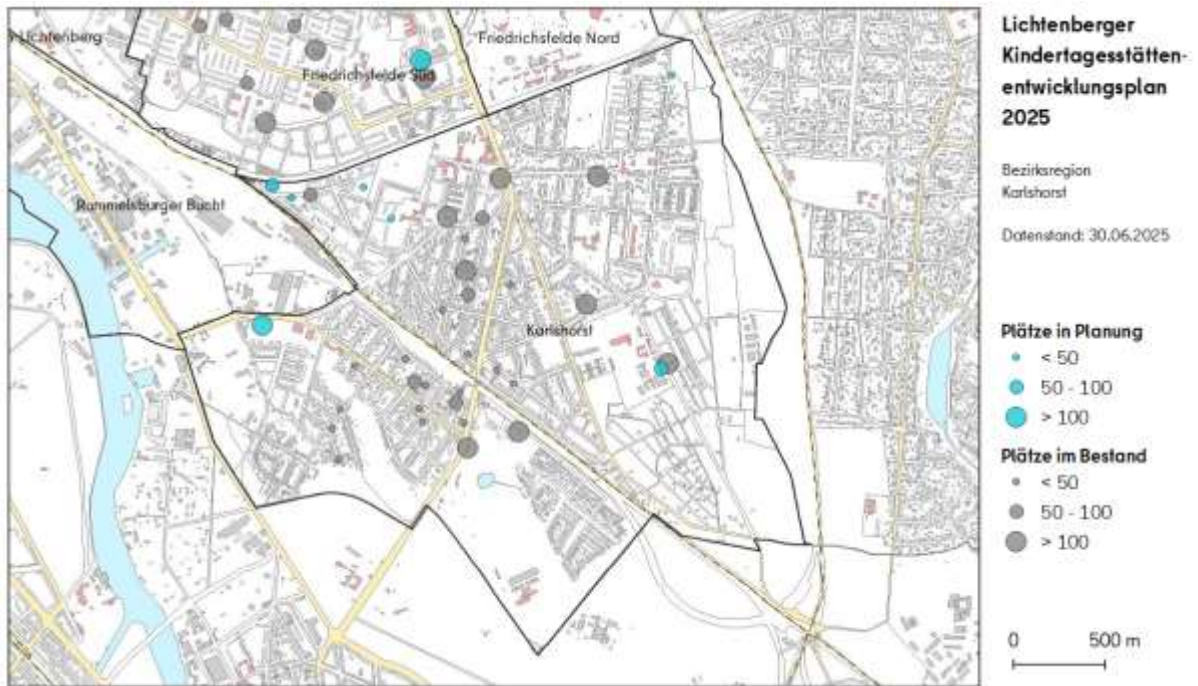 Lichtenberg
Friedrichsfelde Nord
Friedrichsfelde Süd
Rummelsburger Bucht
Karlshorst
Lichtenberger
Kindertagesstätten-
entwicklungsplan
2025
Bezirksregion
Karlshorst
Datenstand: 30.06.2025
Plätze in Planung
< 50
50 - 100
> 100
Plätze im Bestand
< 50
50 - 100
> 100
0 500 m